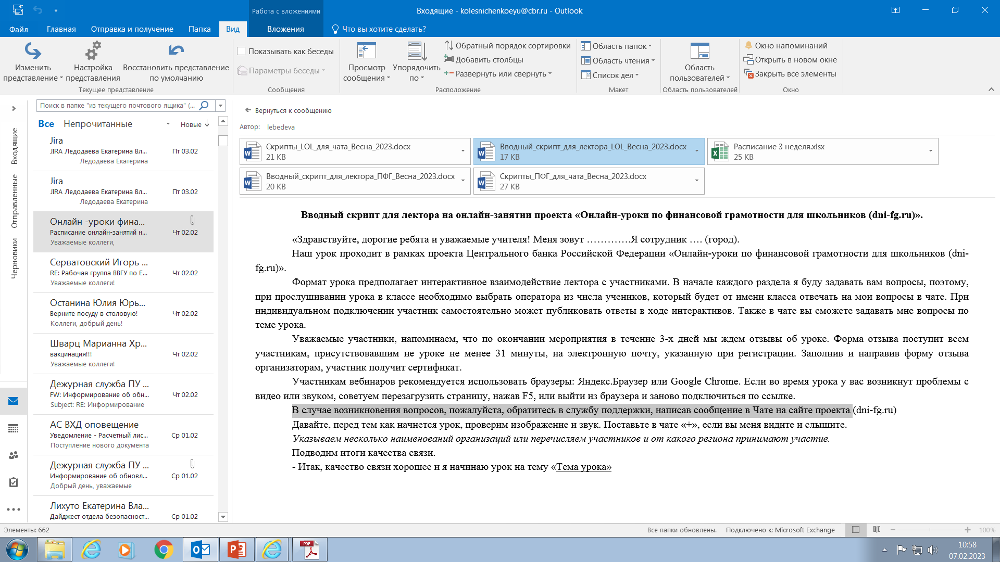 Работа с вложениями
Входящие - kolesnichenkoeyu@cbr.ru - Outlook
Файл Главная Отправка и получение Папка Вид Вложения Что вы хотите сделать?
Изменить представление
Настройка представления
Восстановить представление по умолчанию
Текущее представление
Показывать как беседы
Параметры беседы
Сообщения
Просмотр сообщения
Упорядочить по
Обратный порядок сортировки
Добавить столбцы
Развернуть или свернуть
Расположение
Область папок
Область чтения
Список дел
Макет
Область пользователей
Область пользователей
Окно напоминаний
Открыть в новом окне
Закрыть все элементы
Окно
Входящие
Отправленные
Черновики
Поиск в папке "из текущего почтового ящика" (...
Все Непрочитанные Новые
Jira
JIRA Ледодаева Екатерина Вл... Пт 03.02
Ледодаева Екатерина
Jira
JIRA Ледодаева Екатерина Вл... Пт 03.02
Ледодаева Екатерина
Онлайн -уроки фина...
Расписание онлайн-занятий н... Чт 02.02
Уважаемые коллеги,
Серватовский Игорь ...
RE: Рабочая группа ВВГУ по Е... Чт 02.02
Уважаемые коллеги!
Останина Юлия Юрь...
Верните посуду в столовую! Чт 02.02
Коллеги, добрый день!
Шварц Марианна Хр...
вакцинация!!! Чт 02.02
Уважаемые коллеги!
Дежурная служба ПУ ...
FW: Информирование об обн... Чт 02.02
Subject: RE: Информирование
АС ВХД оповещение
Уведомление - Расчетный лис... Ср 01.02
Поступление нового документа
Дежурная служба ПУ ...
Информирование об обновл... Ср 01.02
Добрый день, уважаемые
Лихуто Екатерина Вла...
Дайджест отдела безопасност... Ср 01.02
Вернуться к сообщению
Автор: lebedeva
Скрипты_LOL_для_чата_Весна_2023.docx
21 KB
Вводный_скрипт_для_лектора_LOL_Весна_2023.docx
17 KB
Расписание 3 неделя.xlsx
25 KB
Вводный_скрипт_для_лектора_ПФГ_Весна_2023.docx
20 KB
Скрипты_ПФГ_для_чата_Весна_2023.docx
27 KB
Вводный скрипт для лектора на онлайн-занятии проекта «Онлайн-уроки по финансовой грамотности для школьников (dni-fg.ru)».
«Здравствуйте, дорогие ребята и уважаемые учителя! Меня зовут ………….Я сотрудник …. (город).
Наш урок проходит в рамках проекта Центрального банка Российской Федерации «Онлайн-уроки по финансовой грамотности для школьников (dni-
fg.ru)».
Формат урока предполагает интерактивное взаимодействие лектора с участниками. В начале каждого раздела я буду задавать вам вопросы, поэтому,
при прослушивании урока в классе необходимо выбрать оператора из числа учеников, который будет от имени класса отвечать на мои вопросы в чате. При
индивидуальном подключении участник самостоятельно может публиковать ответы в ходе интерактивов. Также в чате вы сможете задавать мне вопросы по
теме урока.
Уважаемые участники, напоминаем, что по окончании мероприятия в течение 3-х дней мы ждем отзывы об уроке. Форма отзыва поступит всем
участникам, присутствовавшим не уроке не менее 31 минуты, на электронную почту, указанную при регистрации. Заполнив и направив форму отзыва
организаторам, участник получит сертификат.
Участникам вебинаров рекомендуется использовать браузеры: Яндекс.Браузер или Google Chrome. Если во время урока у вас возникнут проблемы с
видео или звуком, советуем перезагрузить страницу, нажав F5, или выйти из браузера и заново подключиться по ссылке.
В случае возникновения вопросов, пожалуйста, обратитесь в службу поддержки, написав сообщение в Чате на сайте проекта (dni-fg.ru)
Давайте, перед тем как начнется урок, проверим изображение и звук. Поставьте в чате «+», если вы меня видите и слышите.
Указываем несколько наименований организаций или перечисляем участников и от какого региона принимают участие.
Подводим итоги качества связи.
- Итак, качество связи хорошее и я начинаю урок на тему «Тема урока»
Элементы: 662
Все папки обновлены. Подключено к: Microsoft Exchange 100%
PDF
10:58
07.02.2023